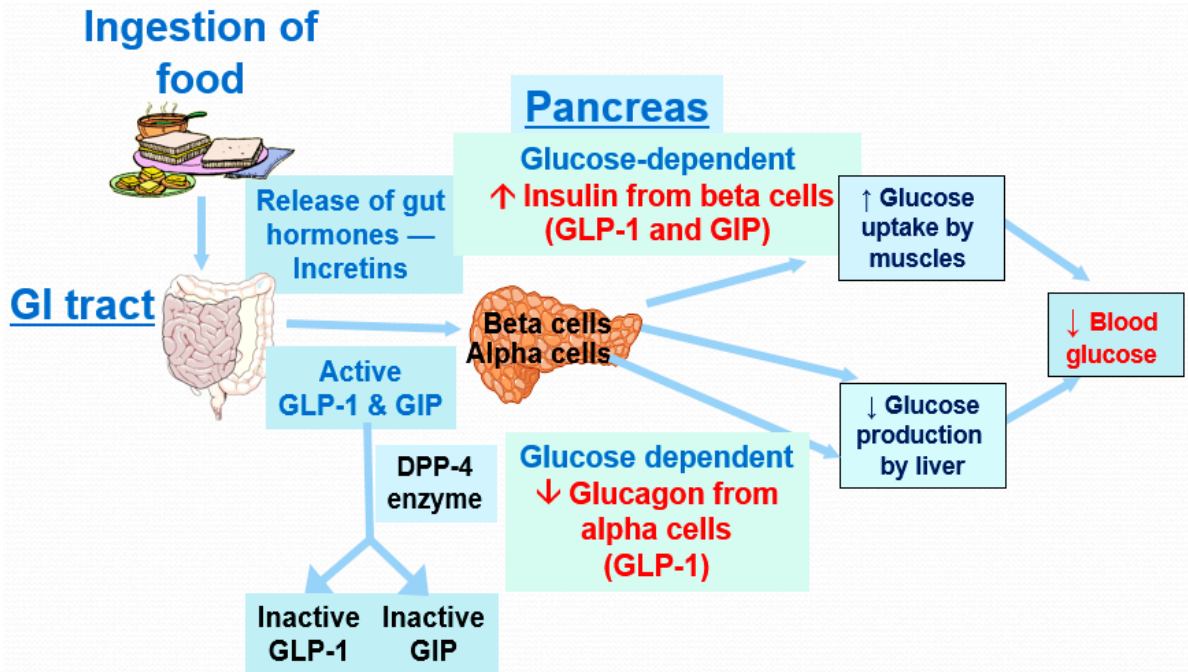 Ingestion of
food
Pancreas
Glucose-dependent
↑ Insulin from beta cells
(GLP-1 and GIP)
Release of gut
hormones —
Incretins
↑ Glucose
uptake by
muscles
GI tract
Beta cells
Alpha cells
↓ Blood
glucose
Active
GLP-1 & GIP
↓ Glucose
production
by liver
DPP-4
enzyme
Glucose dependent
↓ Glucagon from
alpha cells
(GLP-1)
Inactive
GLP-1
Inactive
GIP